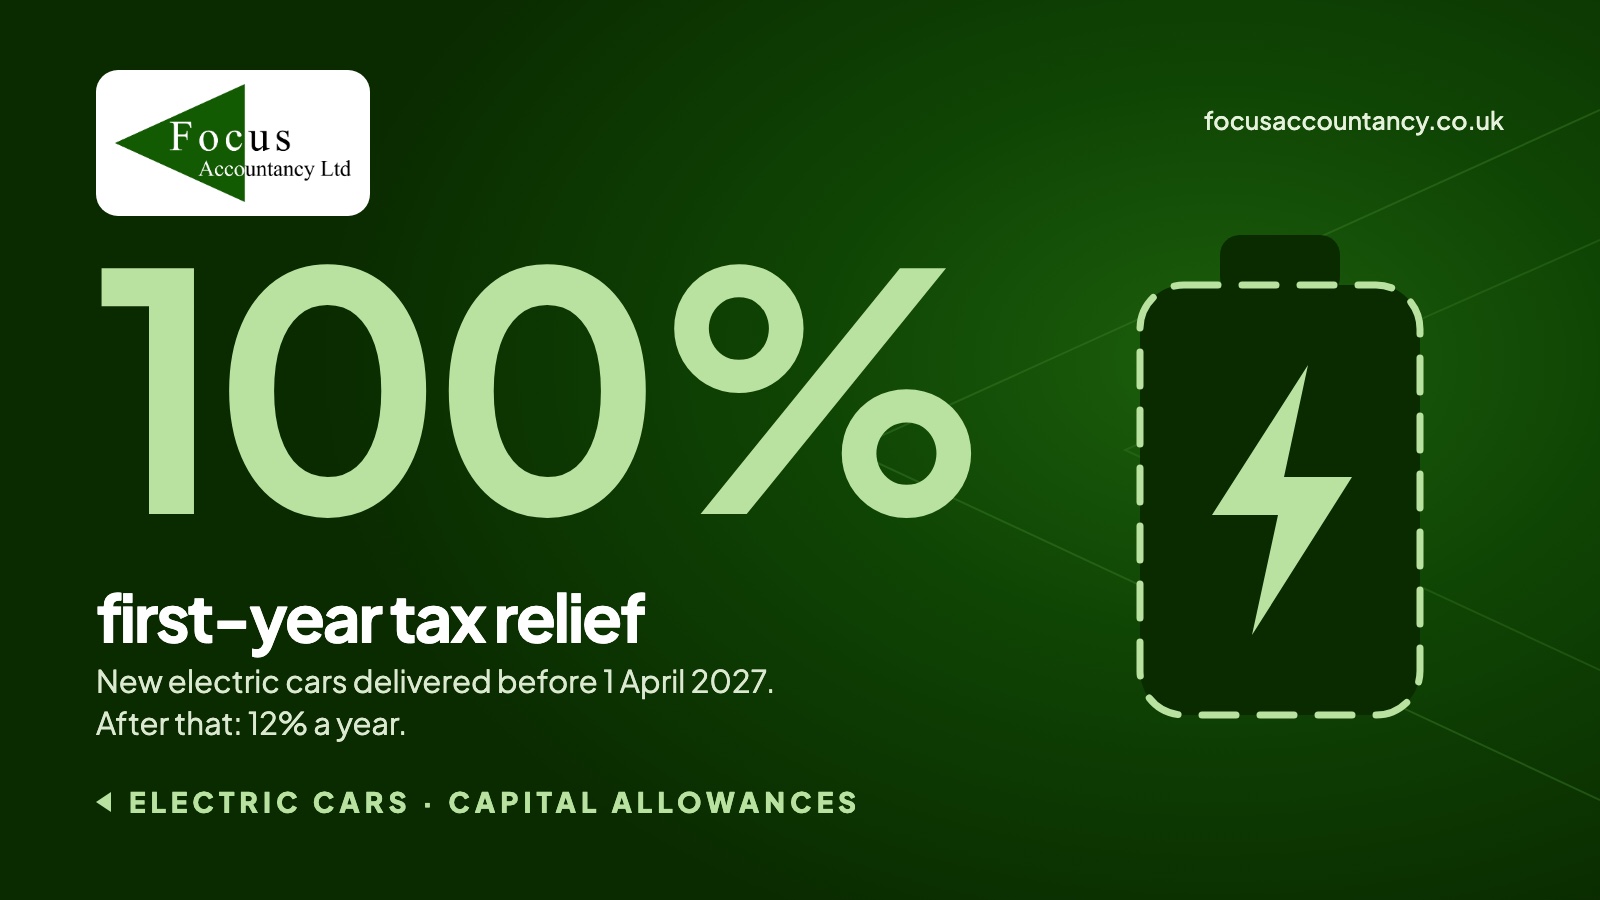 Focus
Accountancy Ltd
focusaccountancy.co.uk
100%
first-year tax relief
New electric cars delivered before 1 April 2027.
After that: 12% a year.
ELECTRIC CARS · CAPITAL ALLOWANCES